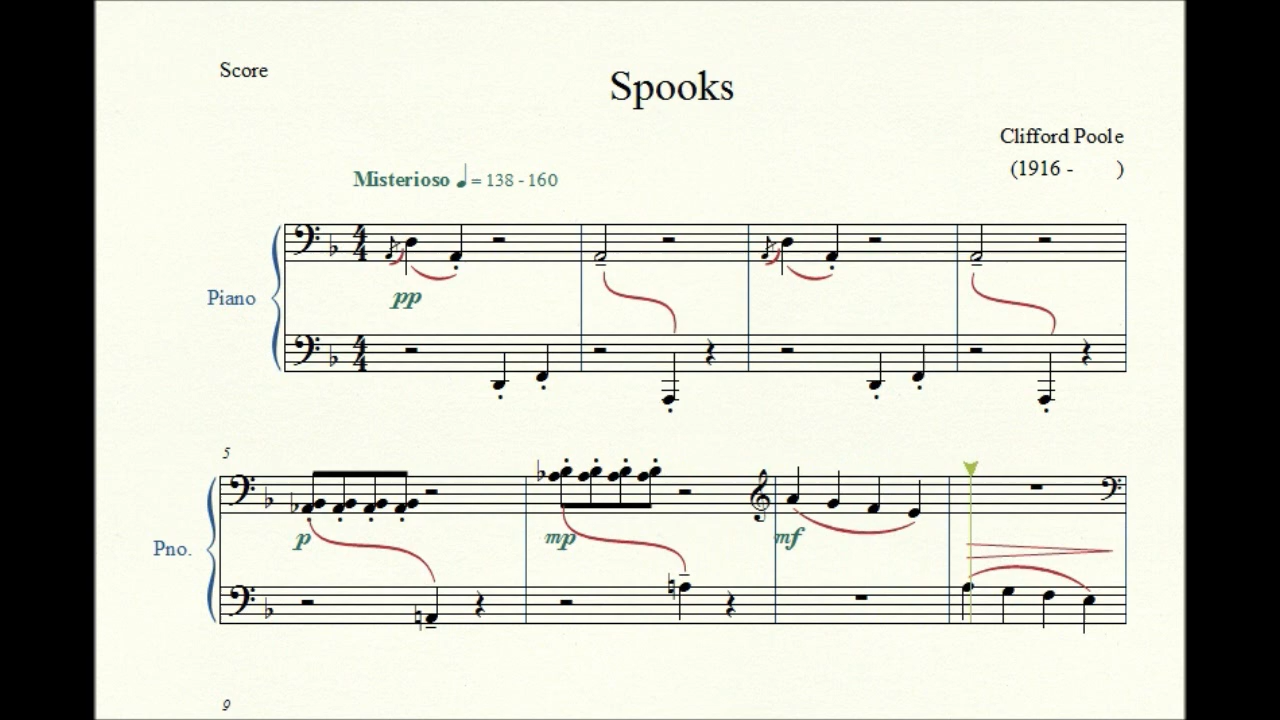 Score
Spooks
Clifford Poole
(1916 - )
Misterioso ♩= 138 - 160
Piano
pp
5
Pno.
p
mp
mf
9